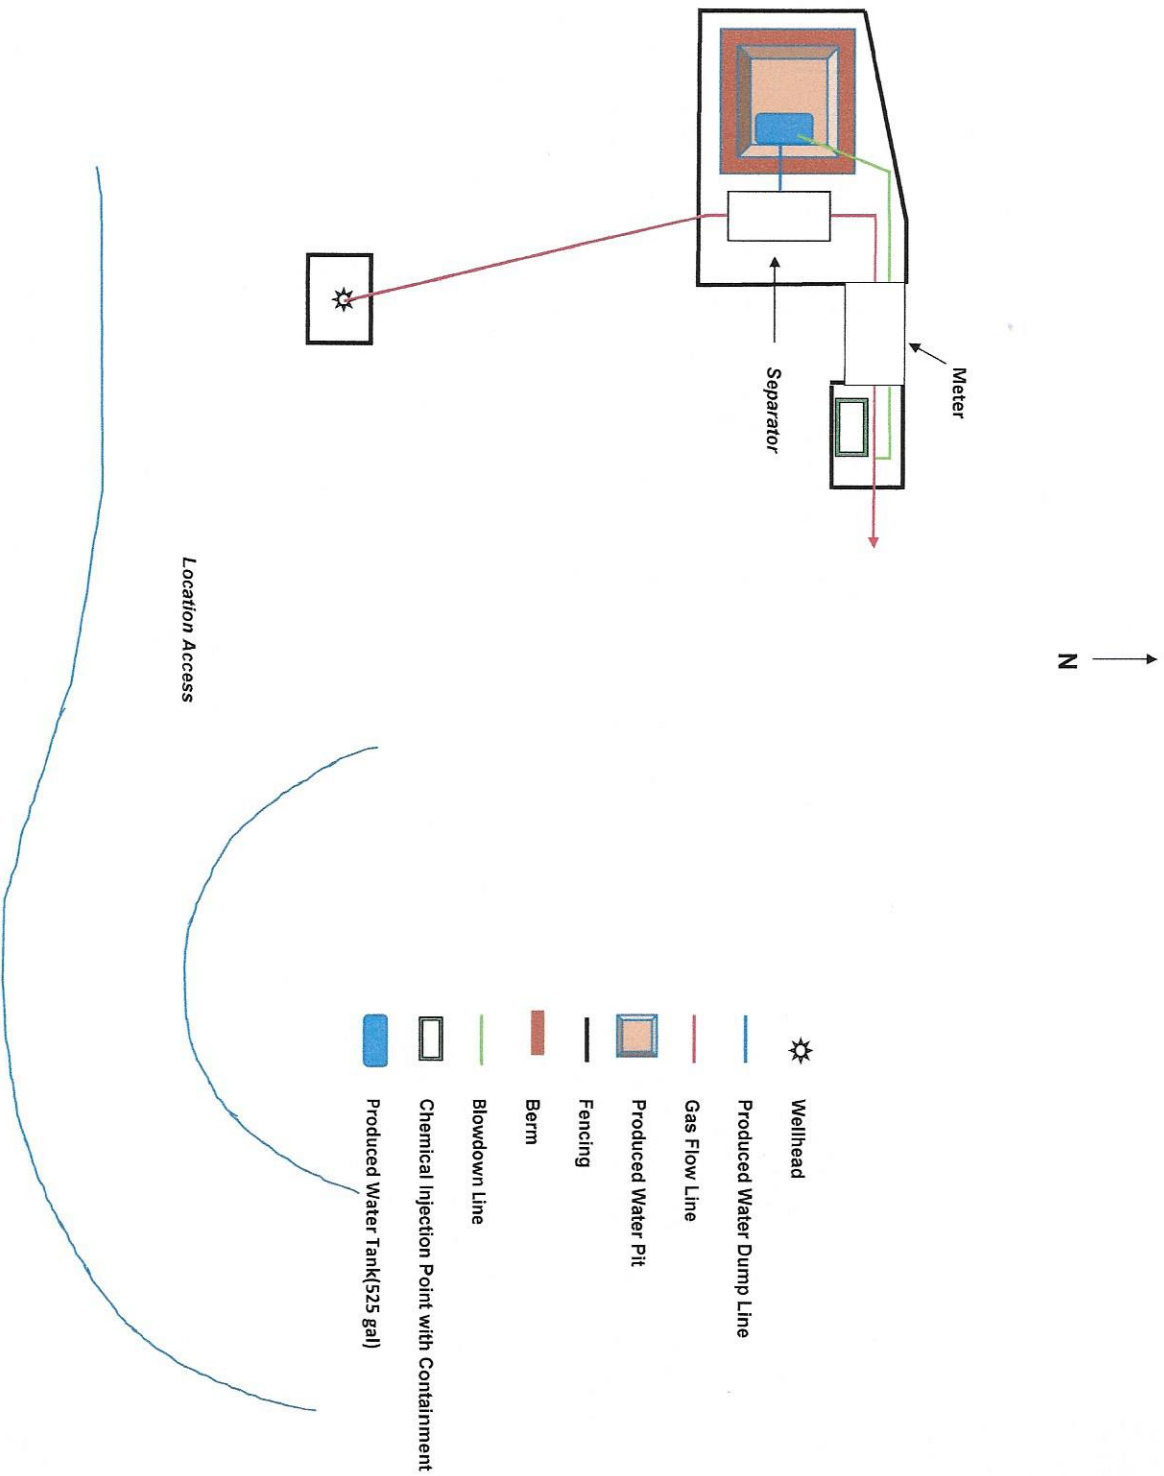 N
Meter
Separator
Location Access
Wellhead
Produced Water Dump Line
Gas Flow Line
Produced Water Pit
Fencing
Berm
Blowdown Line
Chemical Injection Point with Containment
Produced Water Tank(525 gal)